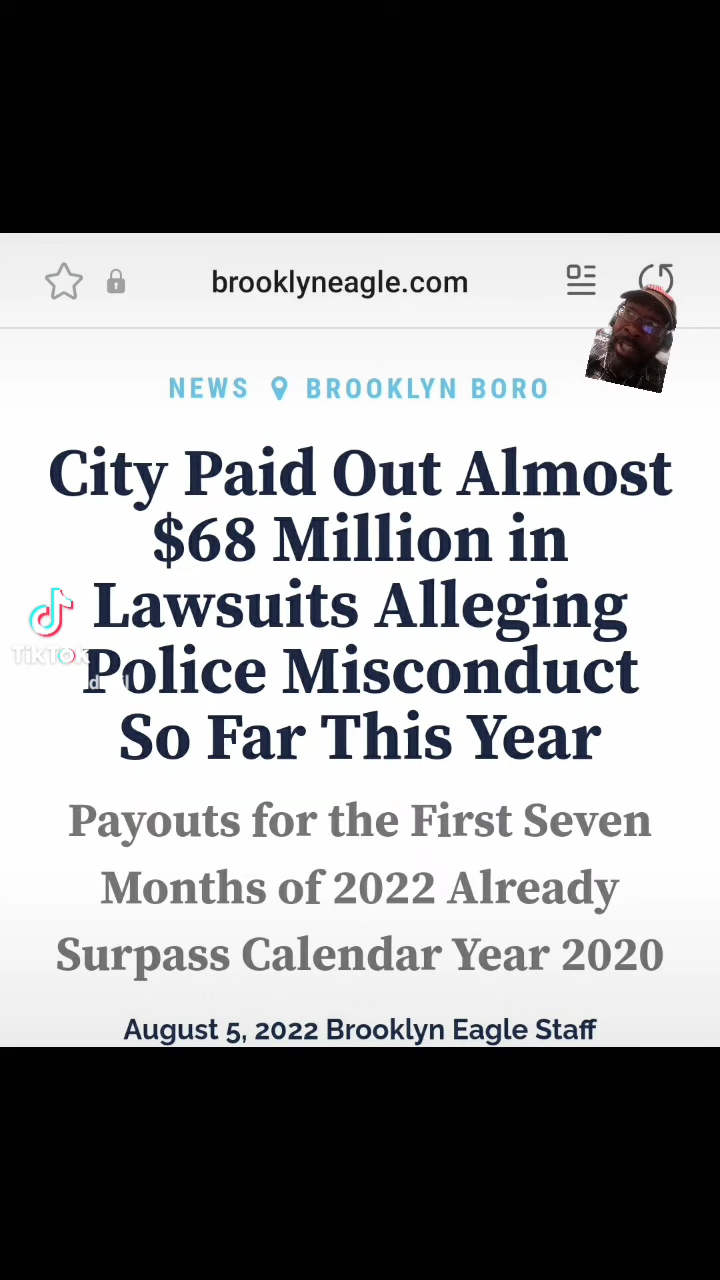 brooklyneagle.com
NEWS BROOKLYN BORO
City Paid Out Almost
$68 Million in
Lawsuits Alleging
TikTok
Police Misconduct
So Far This Year
Payouts for the First Seven
Months of 2022 Already
Surpass Calendar Year 2020
August 5, 2022 Brooklyn Eagle Staff